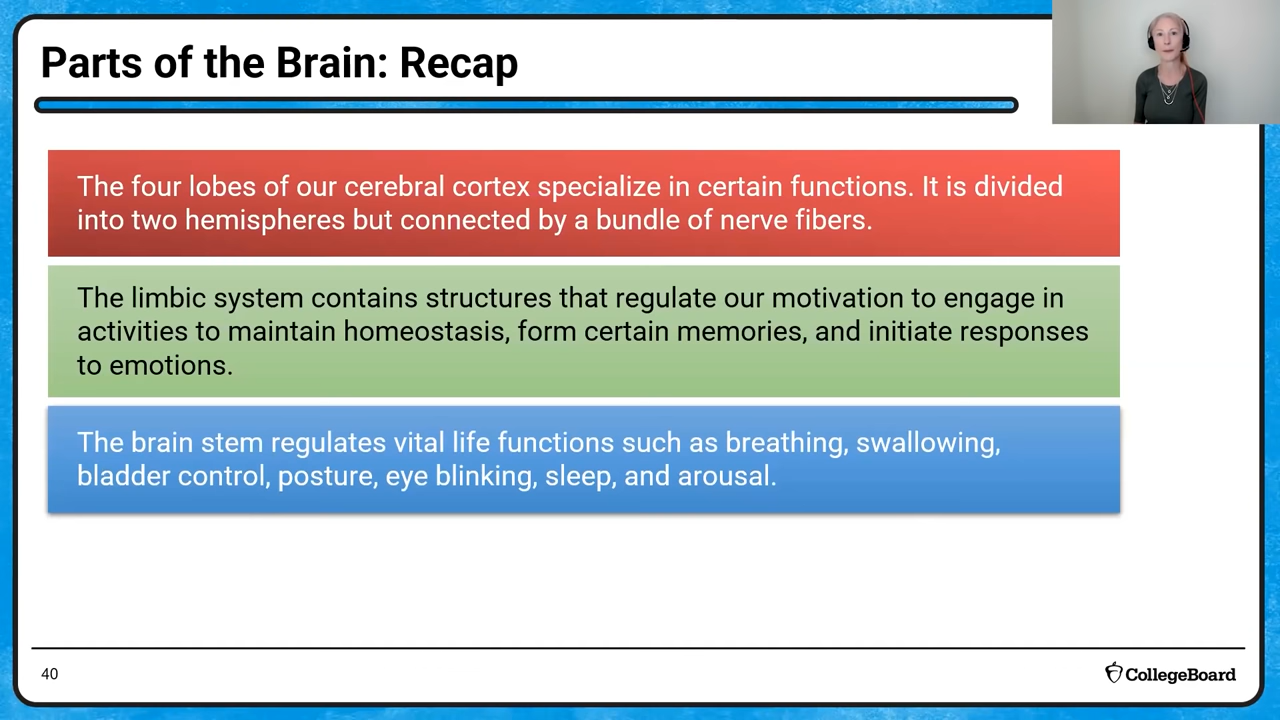 Parts of the Brain: Recap
The four lobes of our cerebral cortex specialize in certain functions. It is divided
into two hemispheres but connected by a bundle of nerve fibers.
The limbic system contains structures that regulate our motivation to engage in
activities to maintain homeostasis, form certain memories, and initiate responses
to emotions.
The brain stem regulates vital life functions such as breathing, swallowing,
bladder control, posture, eye blinking, sleep, and arousal.
40
CollegeBoard